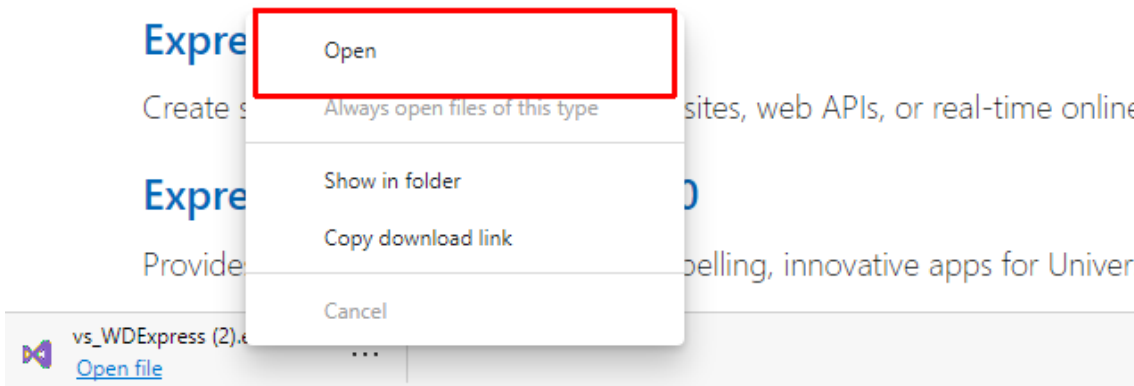 Expre
Open
Create s
Always open files of this type
sites, web APIs, or real-time online
Show in folder
Expre
0
Copy download link
Provide
pelling, innovative apps for Univer
Cancel
vs_WDExpress (2).e
...
Open file